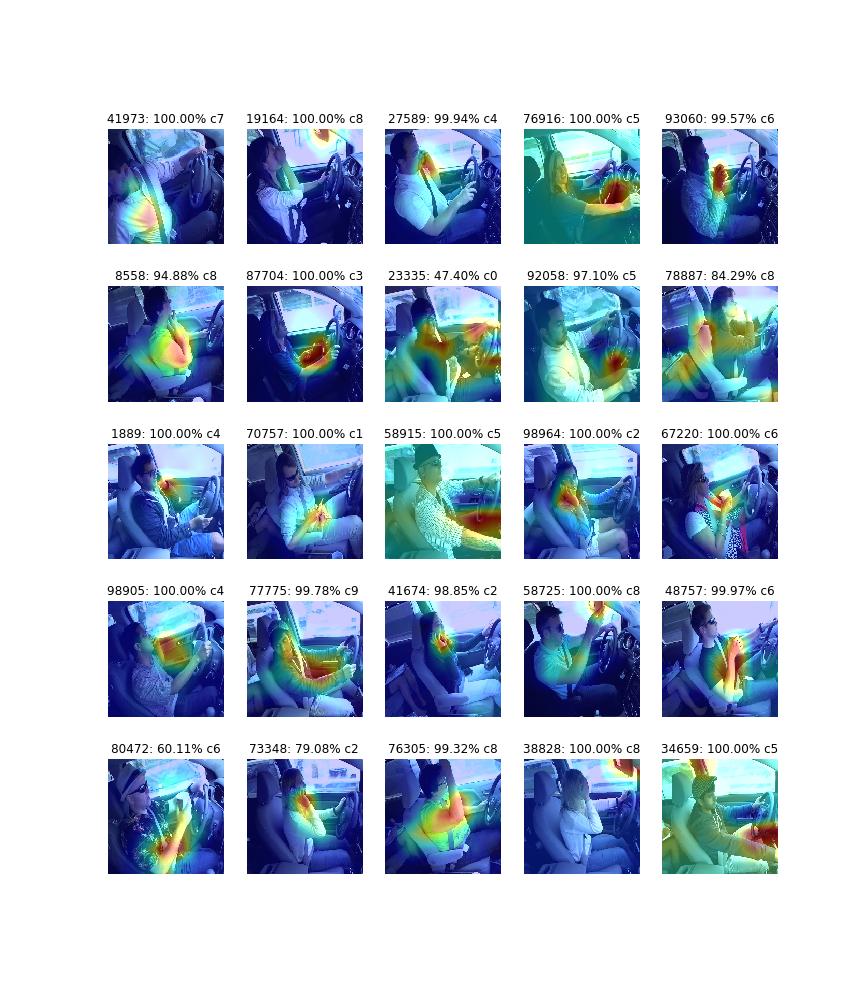 41973: 100.00% c7 19164: 100.00% c8 27589: 99.94% c4 76916: 100.00% c5 93060: 99.57% c6
8558: 94.88% c8 87704: 100.00% c3 23335: 47.40% c0 92058: 97.10% c5 78887: 84.29% c8
1889: 100.00% c4 70757: 100.00% c1 58915: 100.00% c5 98964: 100.00% c2 67220: 100.00% c6
98905: 100.00% c4 77775: 99.78% c9 41674: 98.85% c2 58725: 100.00% c8 48757: 99.97% c6
80472: 60.11% c6 73348: 79.08% c2 76305: 99.32% c8 38828: 100.00% c8 34659: 100.00% c5